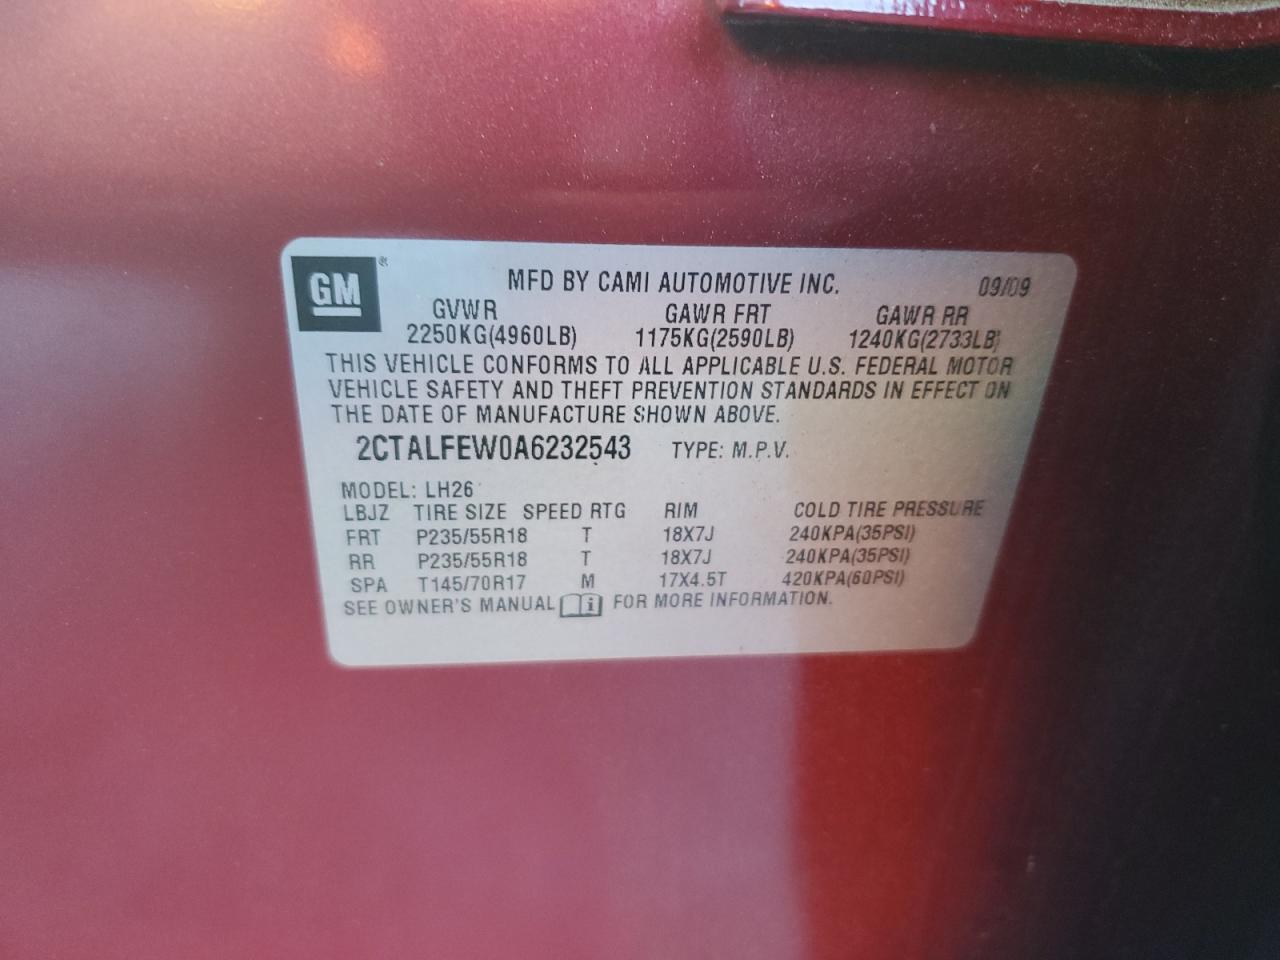 GM® MFD BY CAMI AUTOMOTIVE INC. 09/09
GVWR GAWR FRT GAWR RR
2250KG(4960LB) 1175KG(2590LB) 1240KG(2733LB)
THIS VEHICLE CONFORMS TO ALL APPLICABLE U.S. FEDERAL MOTOR
VEHICLE SAFETY AND THEFT PREVENTION STANDARDS IN EFFECT ON
THE DATE OF MANUFACTURE SHOWN ABOVE.
2CTALFEW0A6232543 TYPE: M.P.V.
MODEL: LH26
LBJZ TIRE SIZE SPEED RTG RIM COLD TIRE PRESSURE
FRT P235/55R18 T 18X7J 240KPA(35PSI)
RR P235/55R18 T 18X7J 240KPA(35PSI)
SPA T145/70R17 M 17X4.5T 420KPA(60PSI)
SEE OWNER'S MANUAL i FOR MORE INFORMATION.